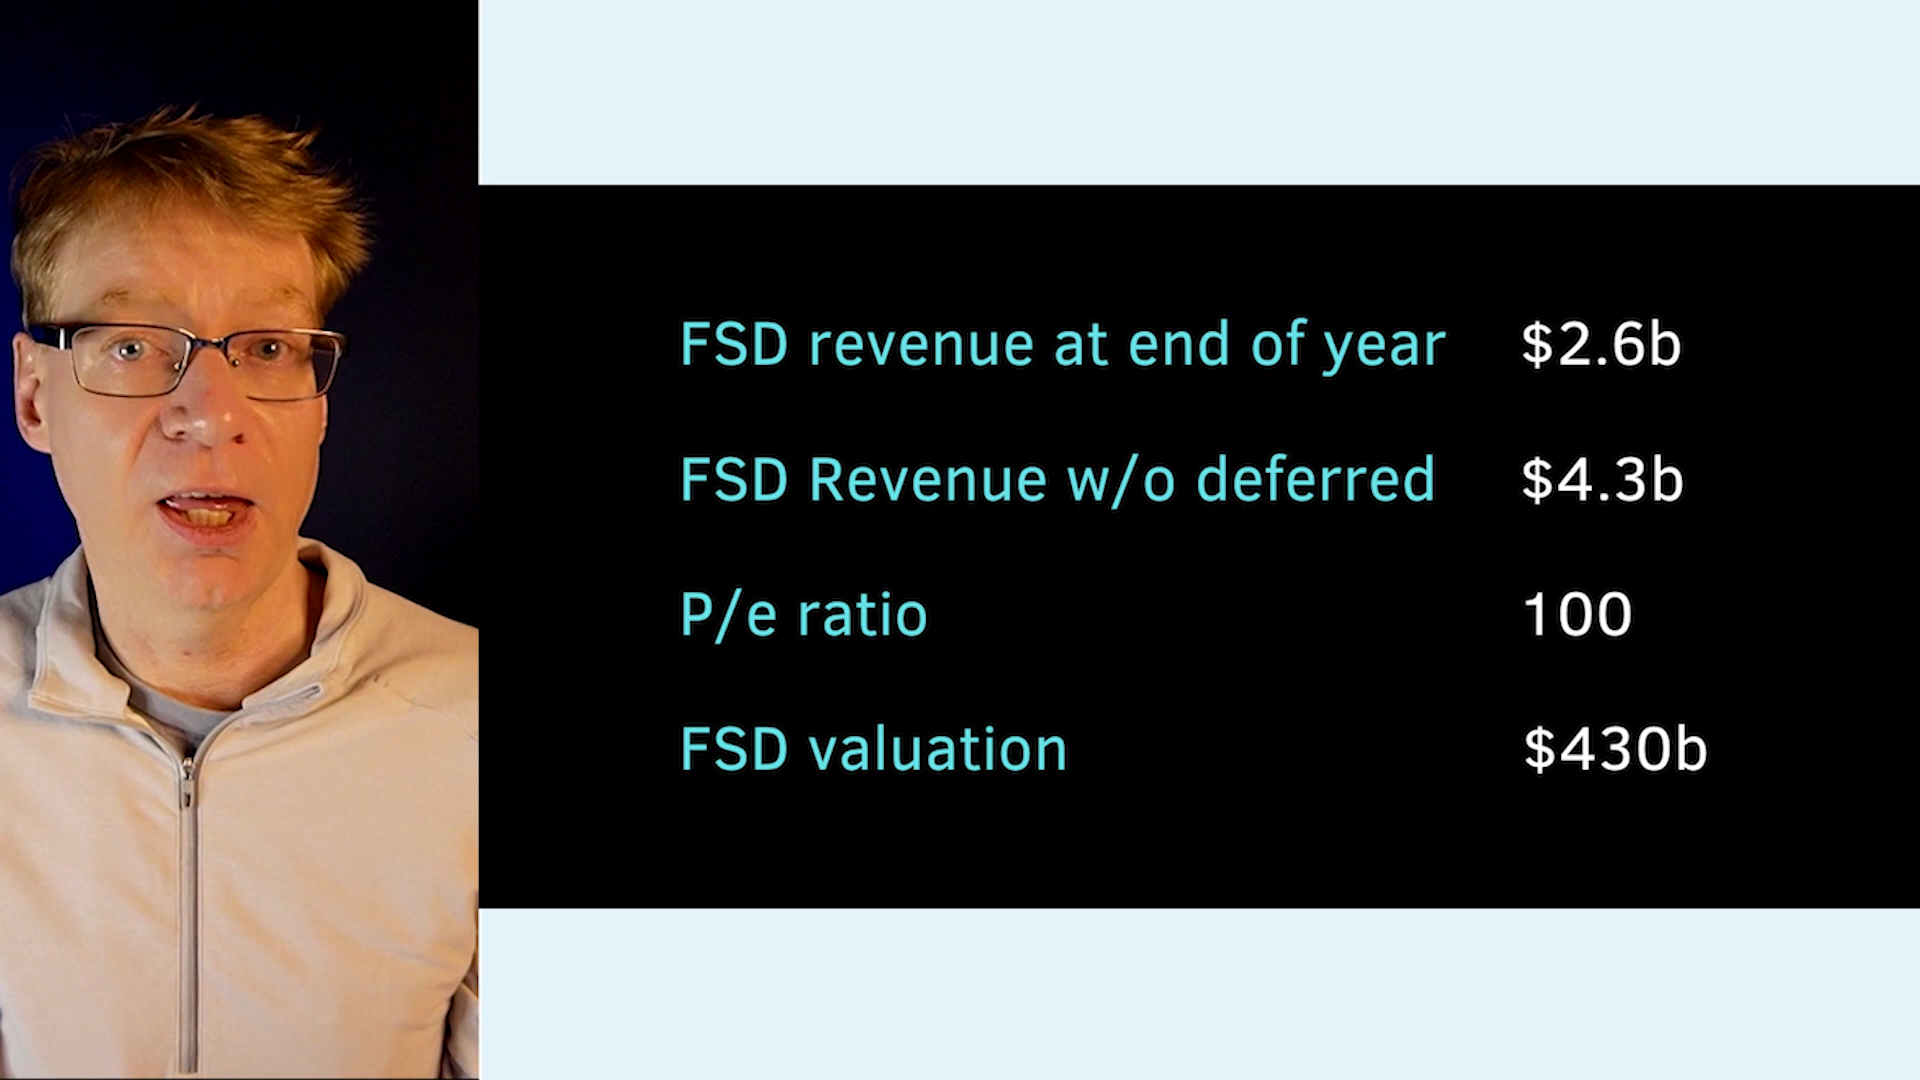 FSD revenue at end of year $2.6b
FSD Revenue w/o deferred $4.3b
P/e ratio 100
FSD valuation $430b